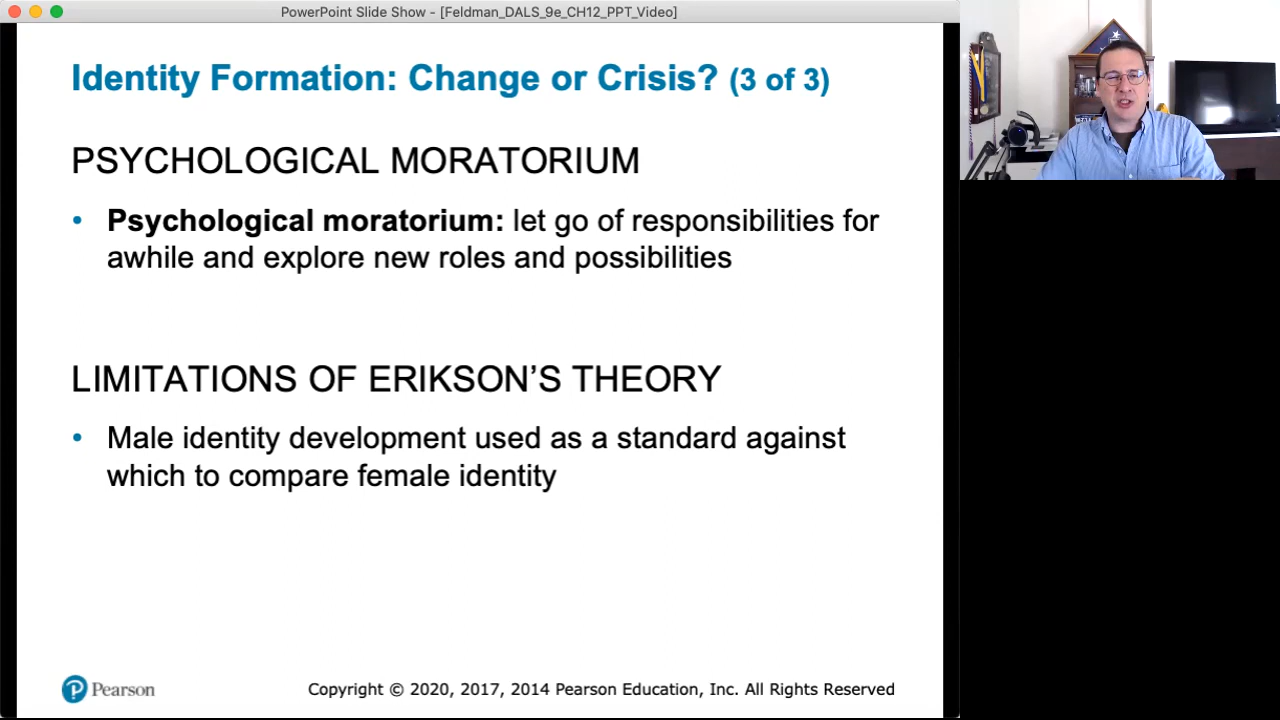 PowerPoint Slide Show - [Feldman_DALS_9e_CH12_PPT_Video]
Identity Formation: Change or Crisis? (3 of 3)
PSYCHOLOGICAL MORATORIUM
• Psychological moratorium: let go of responsibilities for
awhile and explore new roles and possibilities
LIMITATIONS OF ERIKSON’S THEORY
• Male identity development used as a standard against
which to compare female identity
P Pearson
Copyright © 2020, 2017, 2014 Pearson Education, Inc. All Rights Reserved